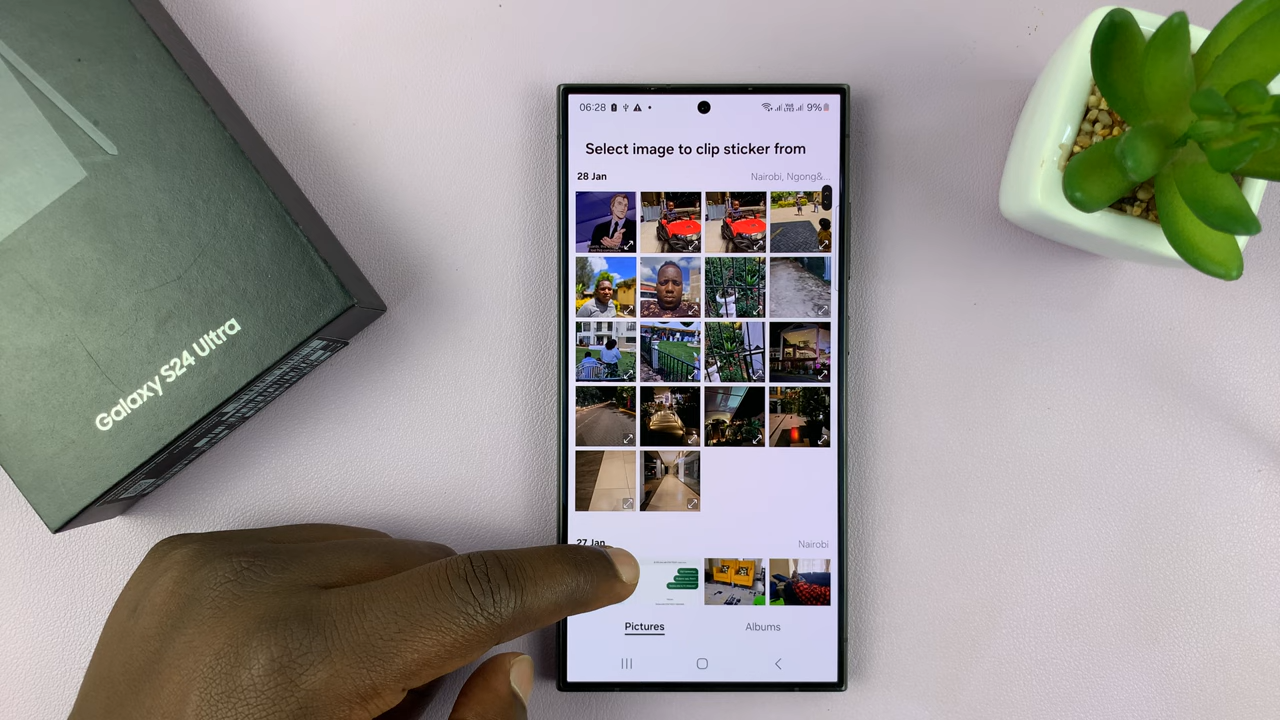 Galaxy S24 Ultra
06:28
9%
Select image to clip sticker from
28 Jan
Nairobi, Ngong&...
27 Jan
Nairobi
Pictures
Albums